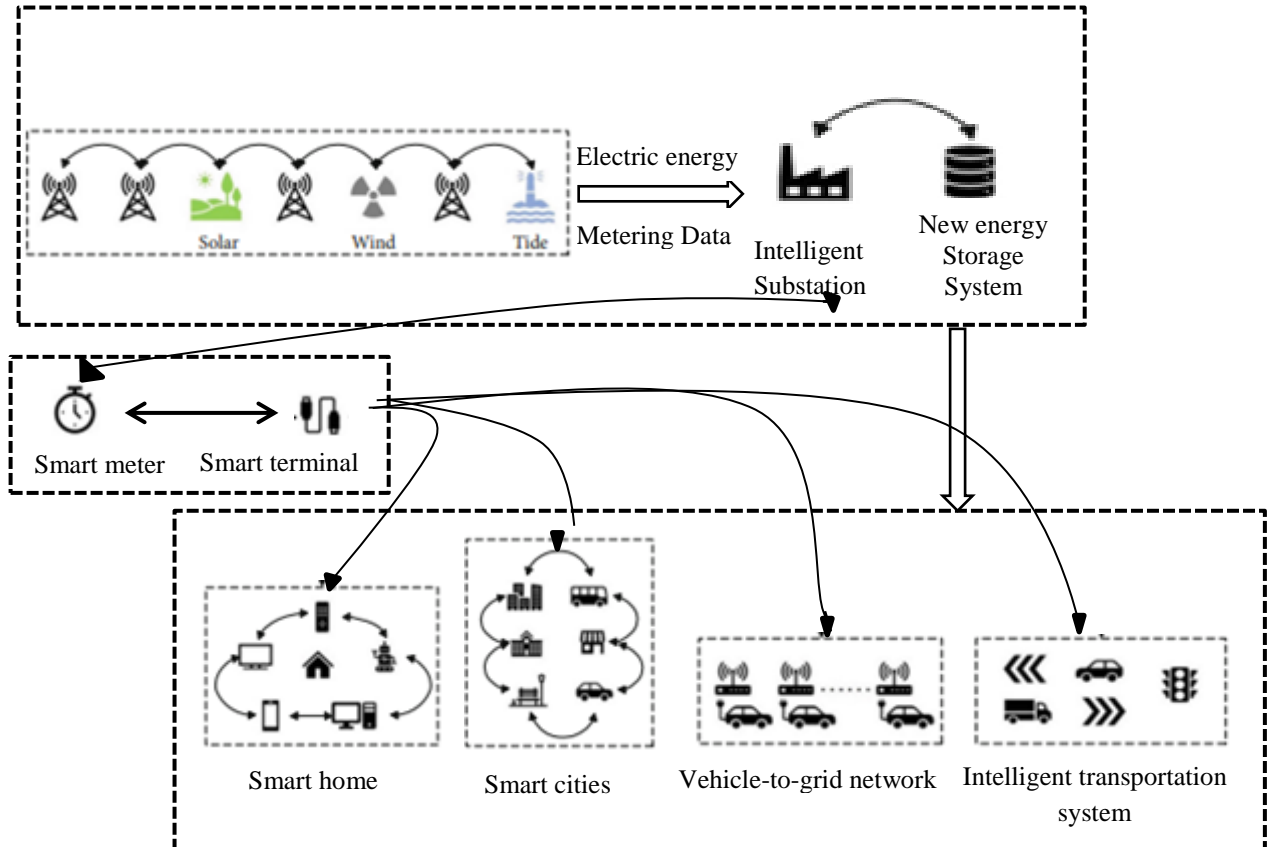 Electric energy
Metering Data
Solar
Wind
Tide
Intelligent
Substation
New energy
Storage
System
Smart meter
Smart terminal
Smart home
Smart cities
Vehicle-to-grid network
Intelligent transportation
system